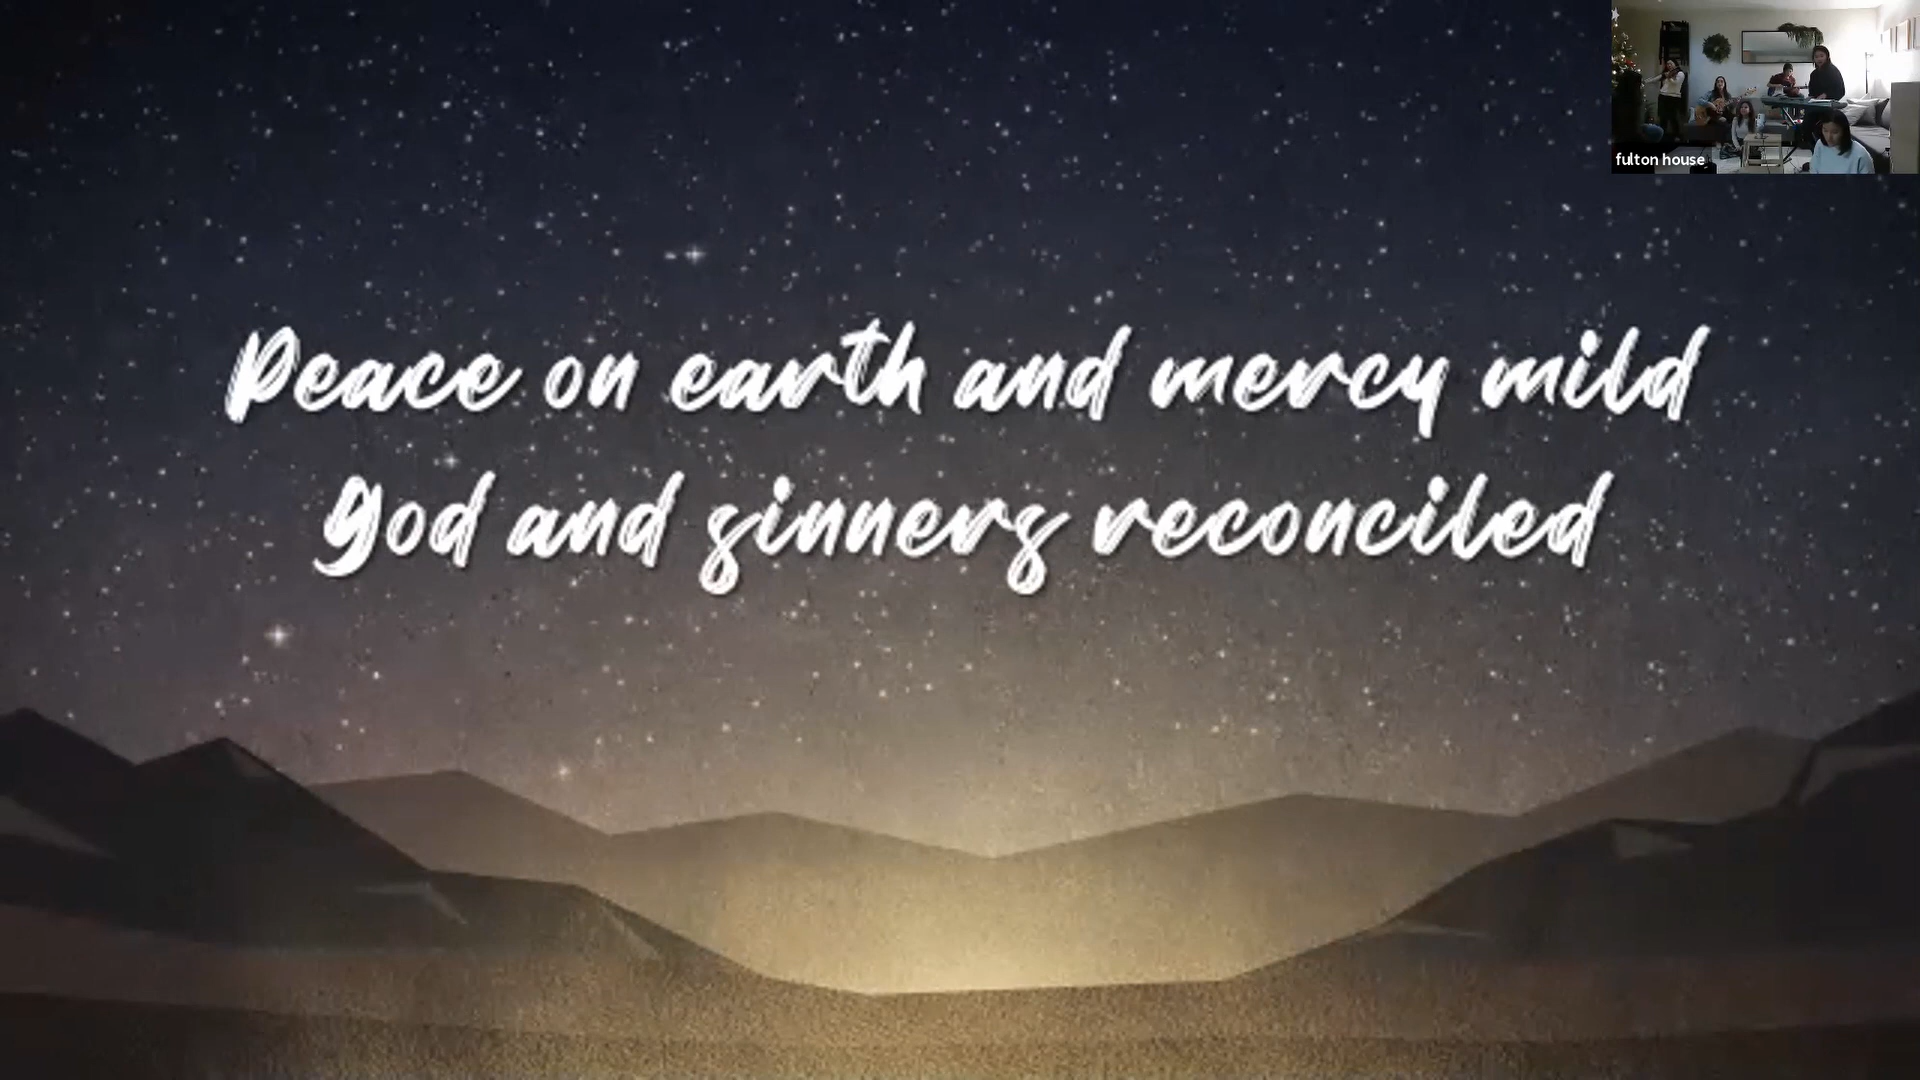 fulton house
Peace on earth and mercy mild
God and sinners reconciled